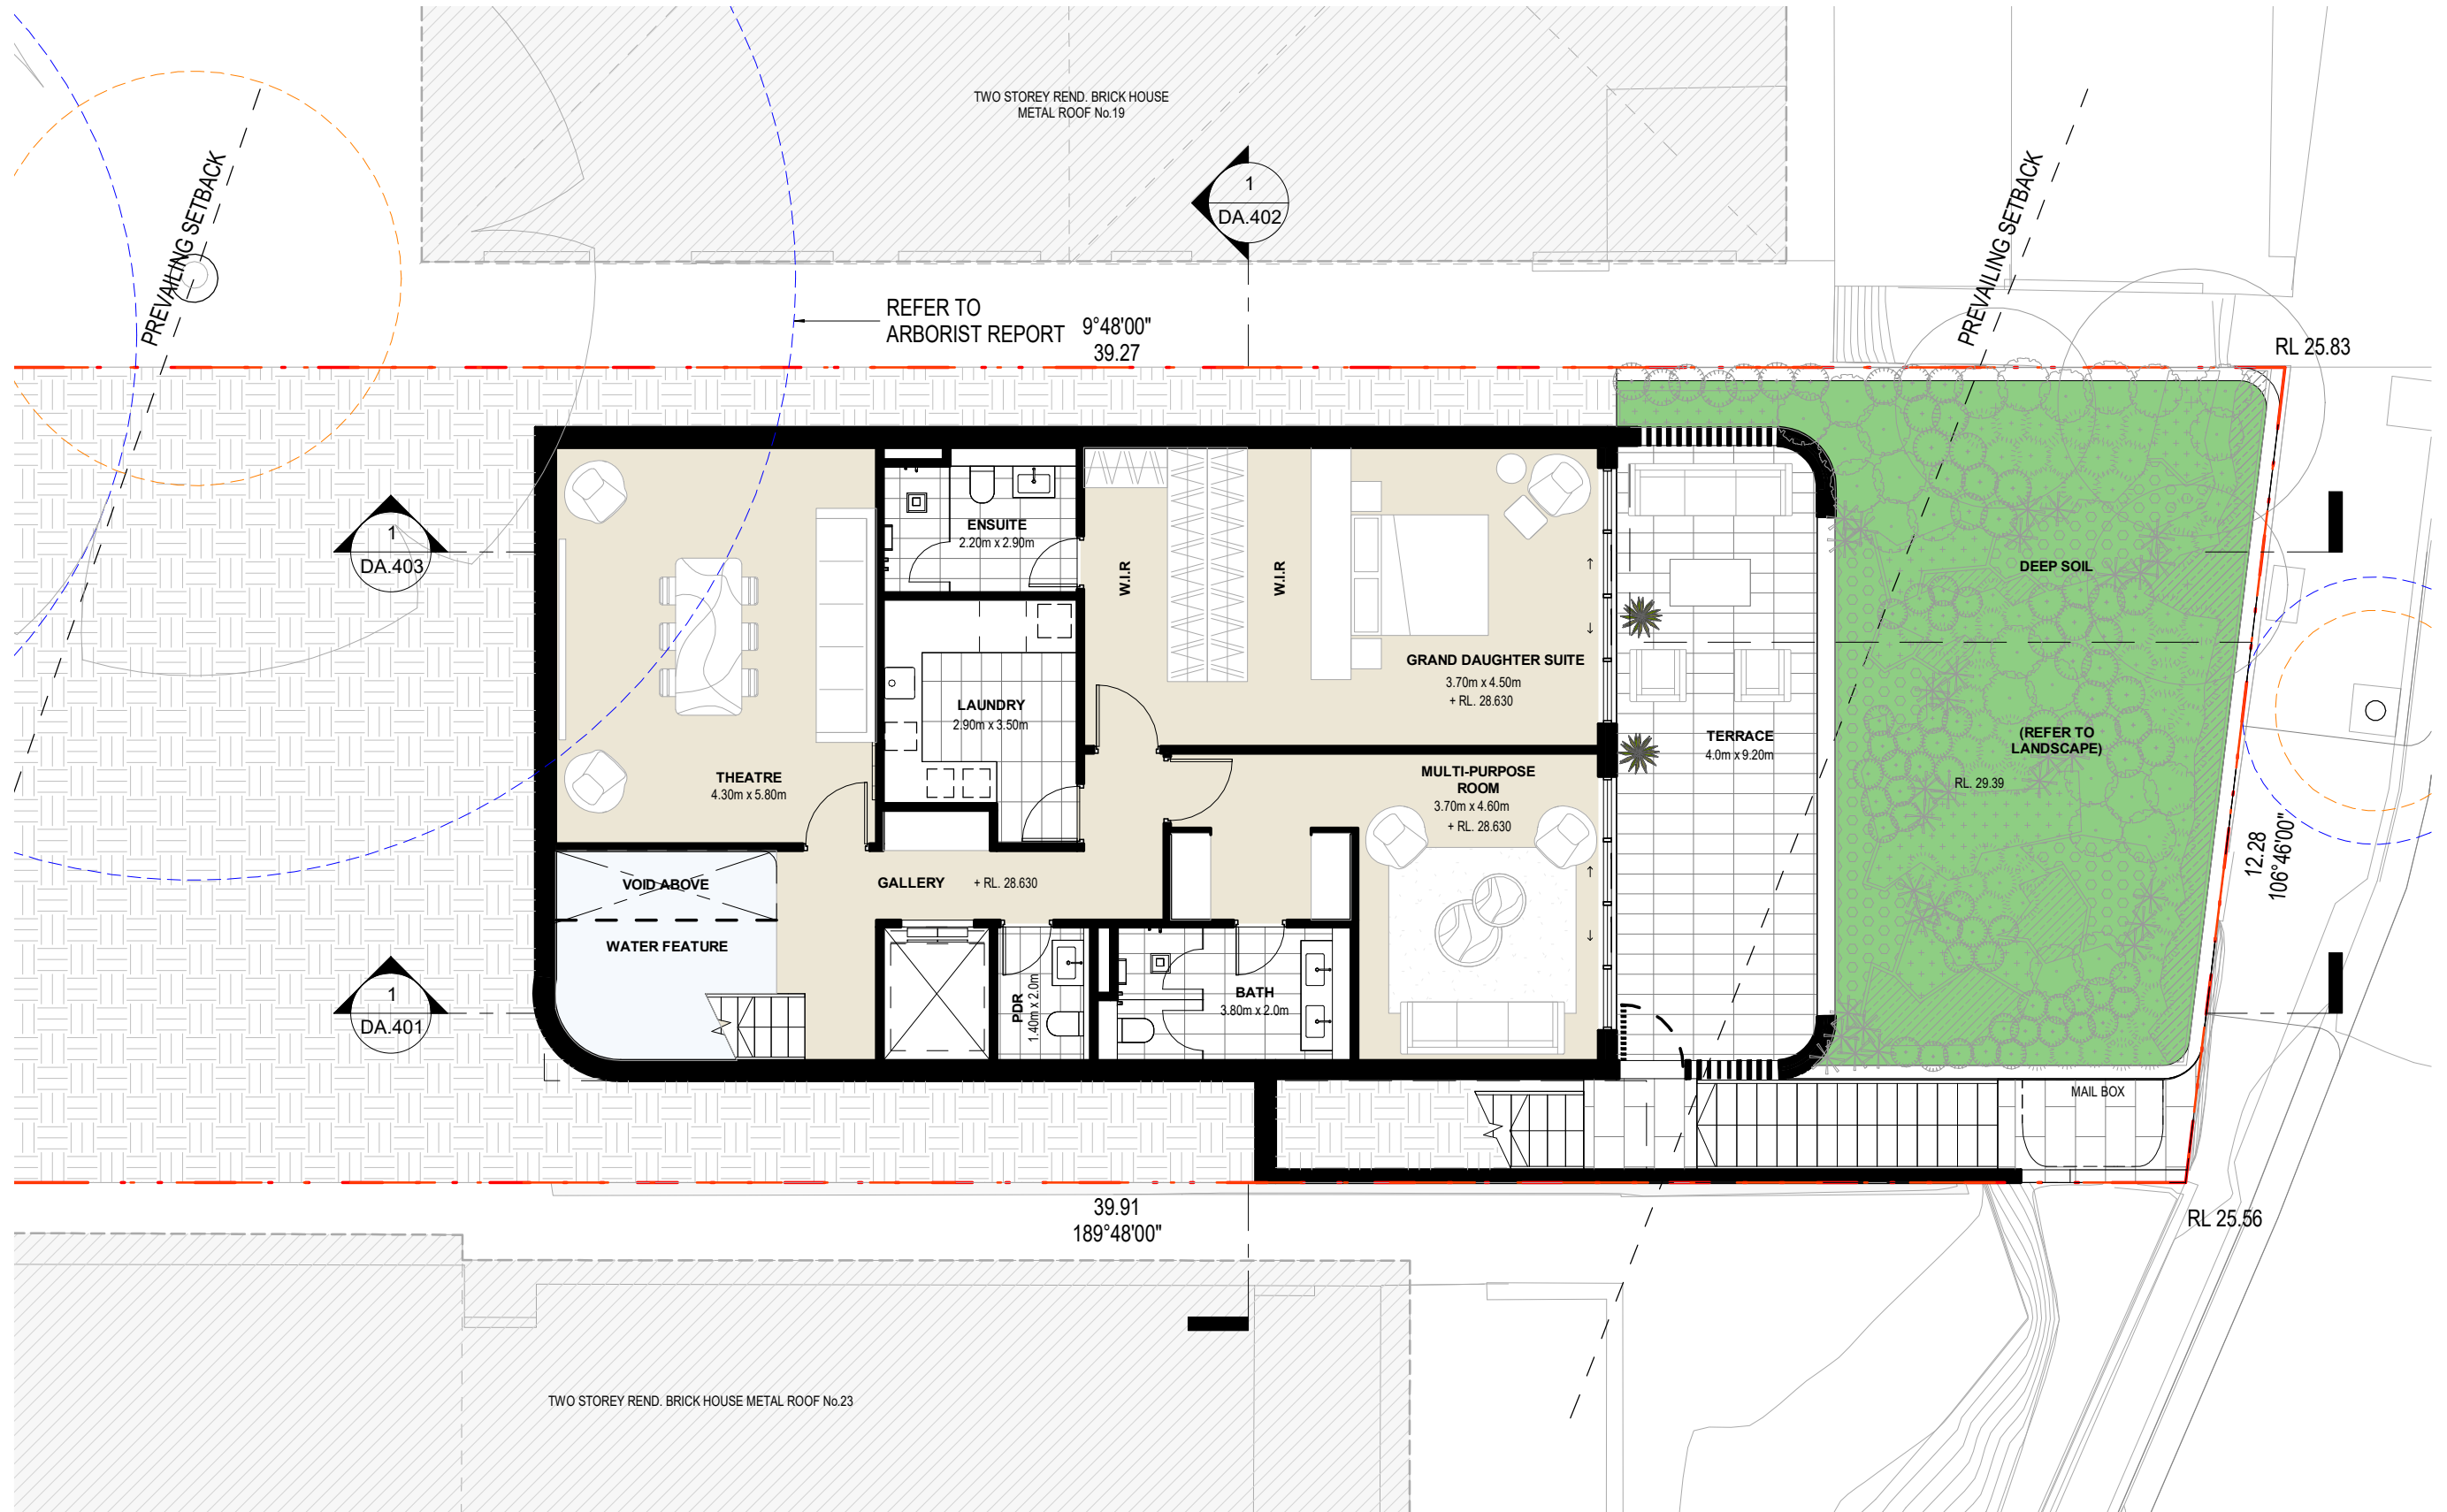 TWO STOREY REND. BRICK HOUSE
METAL ROOF No.19
PREVAILING SETBACK
1
DA.402
PREVAILING SETBACK
REFER TO
ARBORIST REPORT
9°48'00"
39.27
RL 25.83
1
DA.403
ENSUITE
2.20m x 2.90m
W.I.R
W.I.R
DEEP SOIL
GRAND DAUGHTER SUITE
3.70m x 4.50m
+ RL. 28.630
LAUNDRY
2.90m x 3.50m
TERRACE
4.0m x 9.20m
(REFER TO
LANDSCAPE)
RL. 29.39
THEATRE
4.30m x 5.80m
MULTI-PURPOSE
ROOM
3.70m x 4.60m
+ RL. 28.630
12.28
106°46'00"
VOID ABOVE
GALLERY
+ RL. 28.630
WATER FEATURE
1
DA.401
PDR
1.40m x 2.0m
BATH
3.80m x 2.0m
MAIL BOX
39.91
189°48'00"
RL 25.56
TWO STOREY REND. BRICK HOUSE METAL ROOF No.23